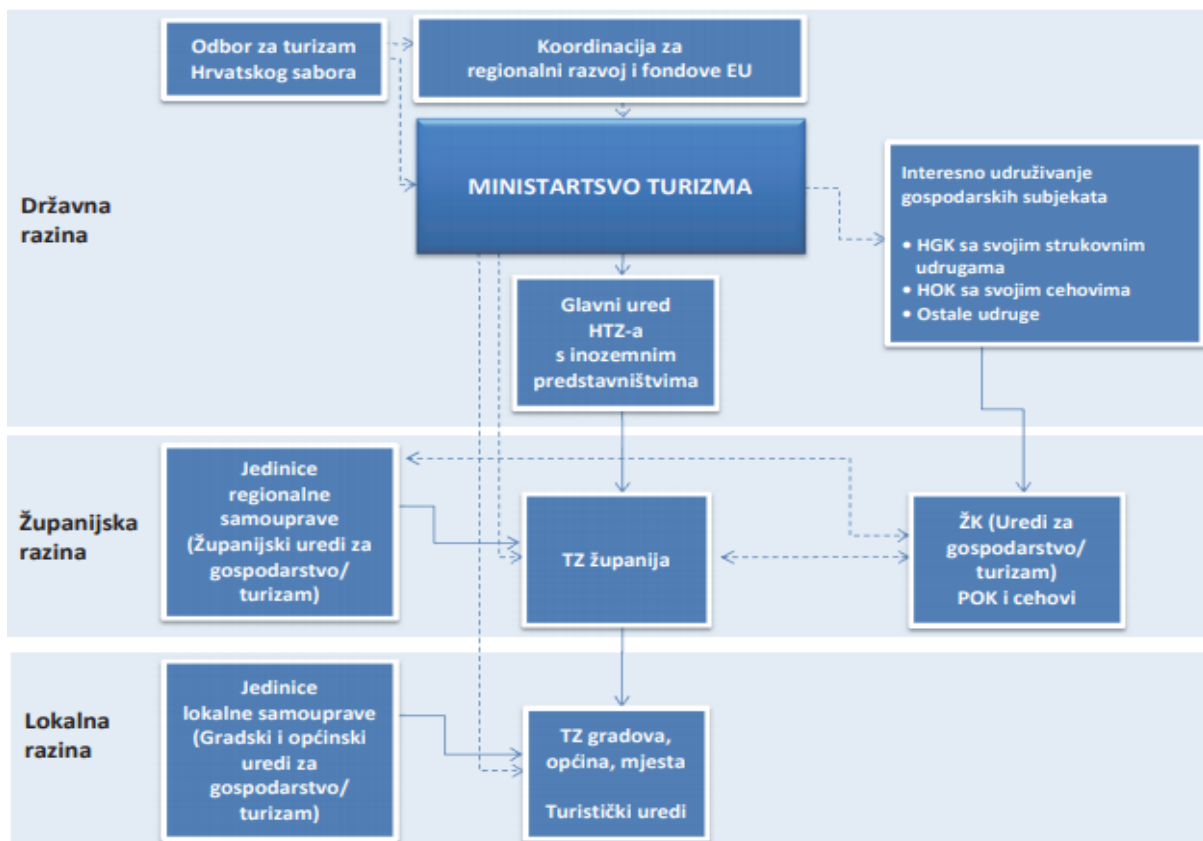 Odbor za turizam
Hrvatskog sabora
Koordinacija za
regionalni razvoj i fondove EU
Državna
razina
MINISTARTSVO TURIZMA
Interesno udruživanje
gospodarskih subjekata
• HGK sa svojim strukovnim
udrugama
• HOK sa svojim cehovima
• Ostale udruge
Glavni ured
HTZ-a
s inozemnim
predstavništvima
Županijska
razina
Jedinice
regionalne
samouprave
(Županijski uredi za
gospodarstvo/
turizam)
TZ županija
ŽK (Uredi za
gospodarstvo/
turizam)
POK i cehovi
Lokalna
razina
Jedinice
lokalne samouprave
(Gradski i općinski
uredi za
gospodarstvo/
turizam)
TZ gradova,
općina, mjesta
Turistički uredi